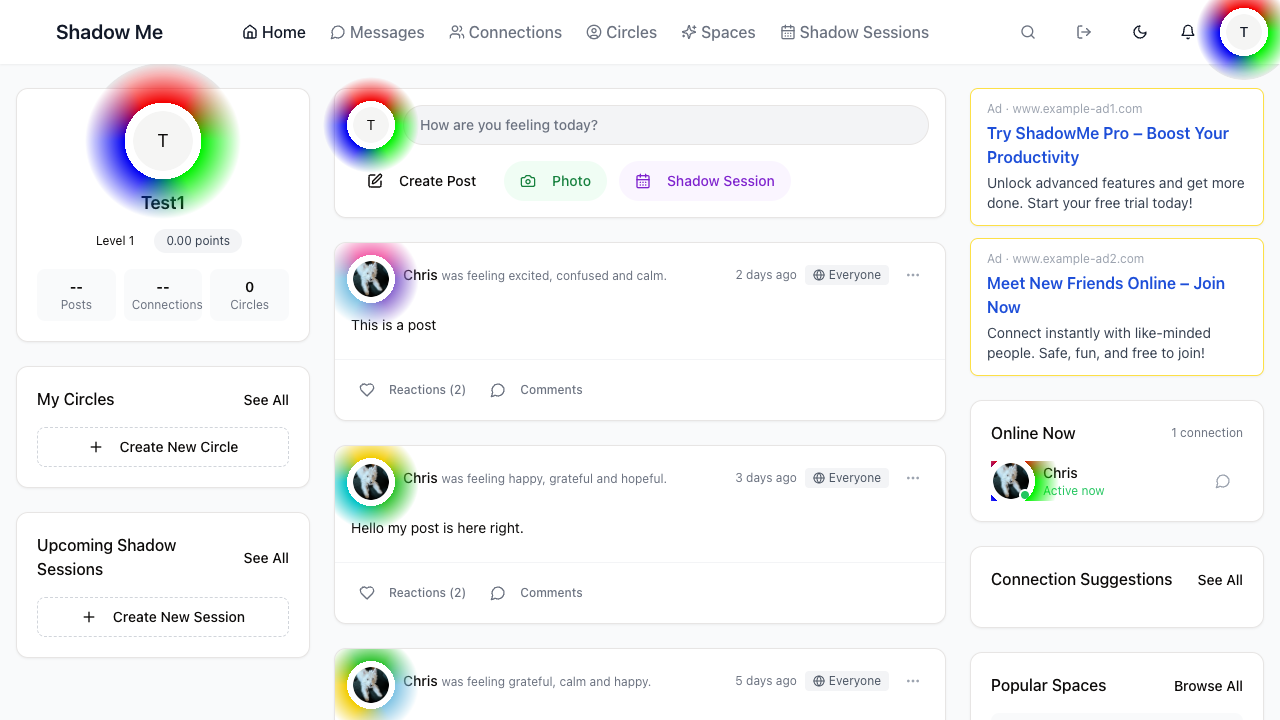 Shadow Me
Home
Messages
Connections
Circles
Spaces
Shadow Sessions
T
T
Test1
Level 1
0.00 points
--
Posts
--
Connections
0
Circles
My Circles
See All
Create New Circle
Upcoming Shadow
Sessions
See All
Create New Session
T
How are you feeling today?
Create Post
Photo
Shadow Session
Chris was feeling excited, confused and calm.
2 days ago
Everyone
This is a post
Reactions (2)
Comments
Chris was feeling happy, grateful and hopeful.
3 days ago
Everyone
Hello my post is here right.
Reactions (2)
Comments
Chris was feeling grateful, calm and happy.
5 days ago
Everyone
Ad · www.example-ad1.com
Try ShadowMe Pro – Boost Your
Productivity
Unlock advanced features and get more
done. Start your free trial today!
Ad · www.example-ad2.com
Meet New Friends Online – Join
Now
Connect instantly with like-minded
people. Safe, fun, and free to join!
Online Now
1 connection
Chris
Active now
Connection Suggestions
See All
Popular Spaces
Browse All